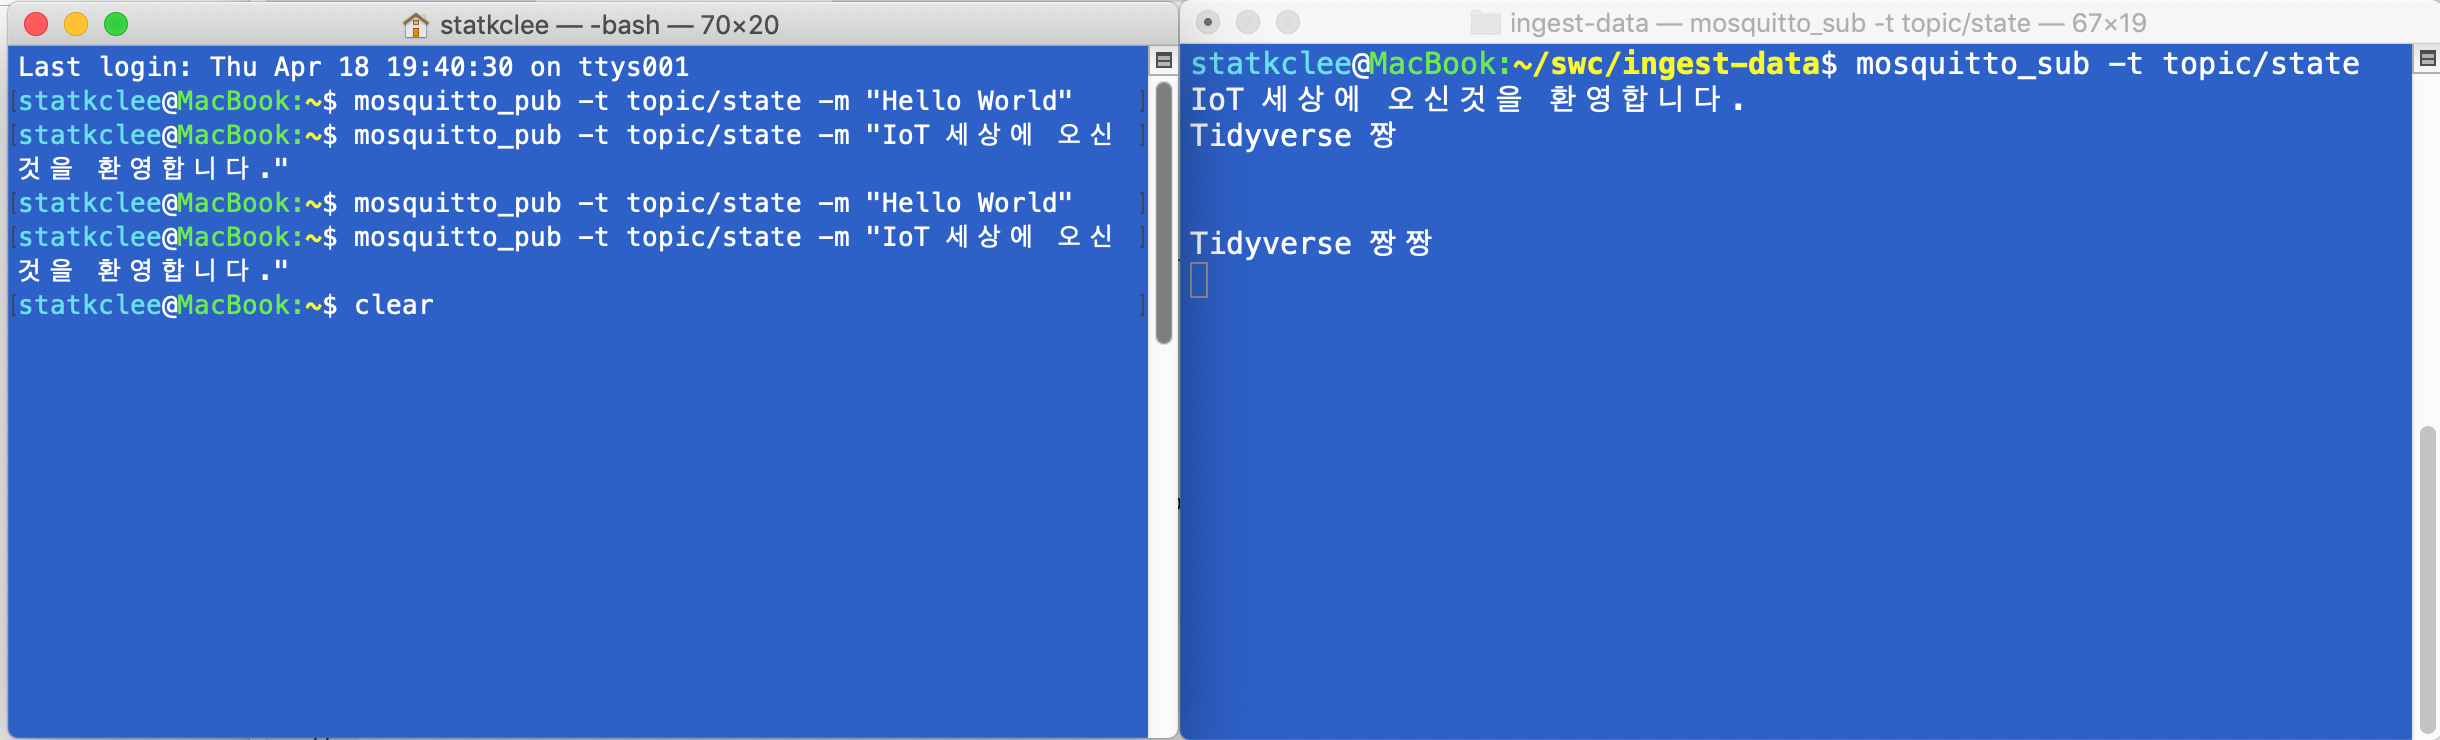 statkclee — -bash — 70×20
Last login: Thu Apr 18 19:40:30 on ttys001
statkclee@MacBook:~$ mosquitto_pub -t topic/state -m "Hello World"
statkclee@MacBook:~$ mosquitto_pub -t topic/state -m "IoT 세상에 오신
것을 환영합니다."
statkclee@MacBook:~$ mosquitto_pub -t topic/state -m "Hello World"
statkclee@MacBook:~$ mosquitto_pub -t topic/state -m "IoT 세상에 오신
것을 환영합니다."
statkclee@MacBook:~$ clear
ingest-data — mosquitto_sub -t topic/state — 67×19
statkclee@MacBook:~/swc/ingest-data$ mosquitto_sub -t topic/state
IoT 세상에 오신것을 환영합니다.
Tidyverse 짱
Tidyverse 짱짱